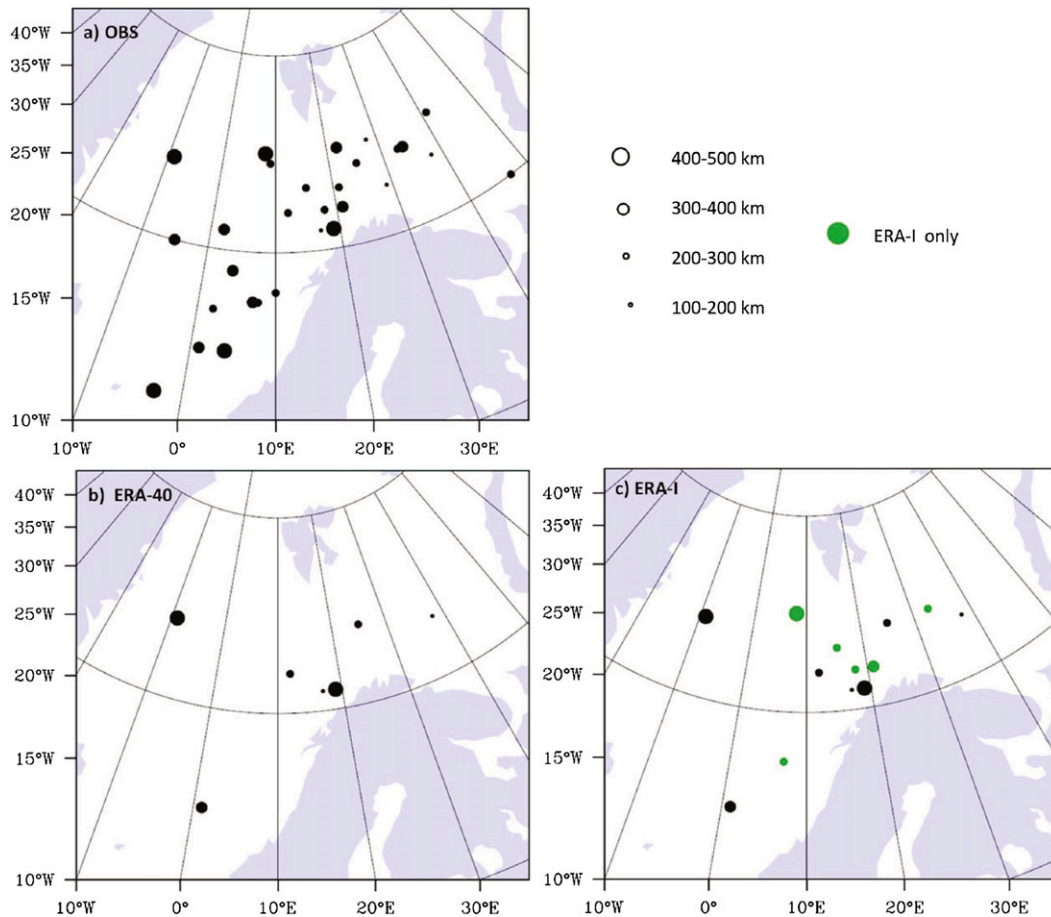 a) OBS
40°W
35°W
30°W
25°W
20°W
15°W
10°W
10°W 0° 10°E 20°E 30°E
400-500 km
300-400 km
200-300 km
100-200 km
ERA-I only
b) ERA-40
40°W
35°W
30°W
25°W
20°W
15°W
10°W
10°W 0° 10°E 20°E 30°E
c) ERA-I
40°W
35°W
30°W
25°W
20°W
15°W
10°W
10°W 0° 10°E 20°E 30°E